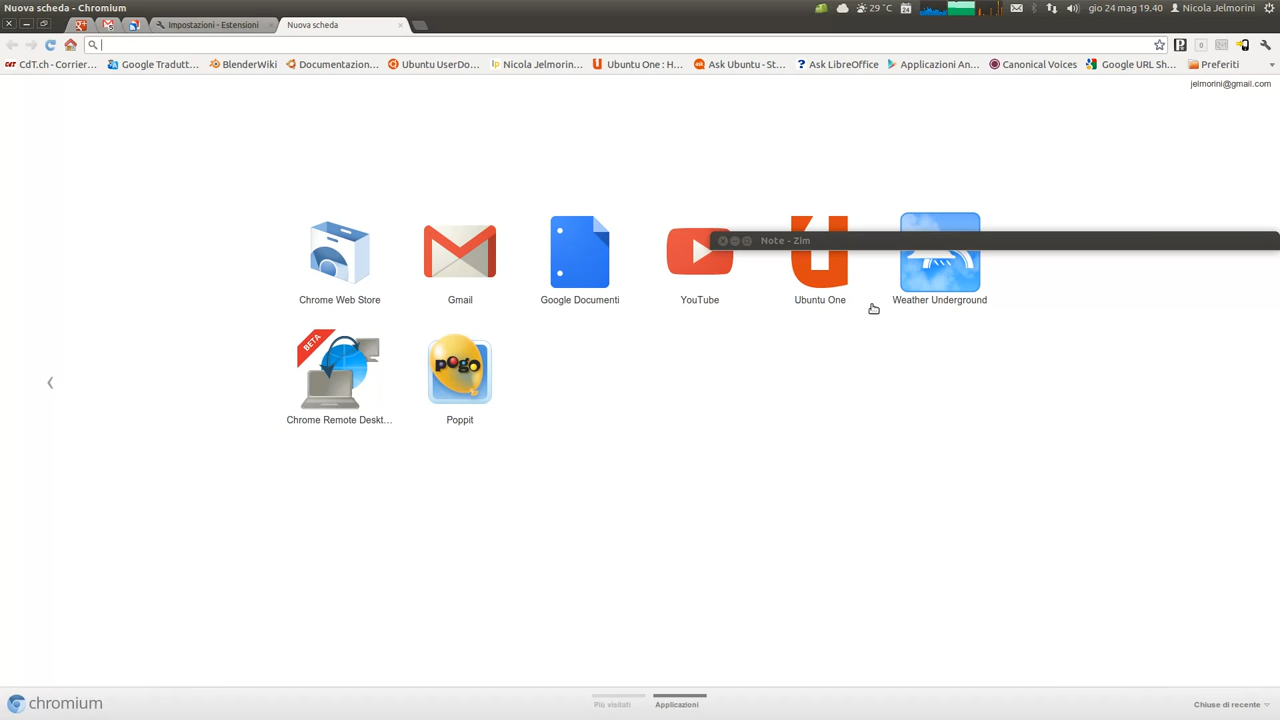 Nuova scheda - Chromium
29 °C 24 gio 24 mag 19.40 Nicola Jelmorini
Impostazioni - Estensioni Nuova scheda
CdT.ch - Corrier... Google Tradutt... BlenderWiki Documentazion... Ubuntu UserDo... Nicola Jelmorin... Ubuntu One : H... Ask Ubuntu - St... Ask LibreOffice Applicazioni An... Canonical Voices Google URL Sh... Preferiti
jelmorini@gmail.com
Note - Zim
Chrome Web Store Gmail Google Documenti YouTube Ubuntu One Weather Underground
BETA
pogo
Chrome Remote Deskt... Poppit
chromium Più visitati Applicazioni Chiuse di recente